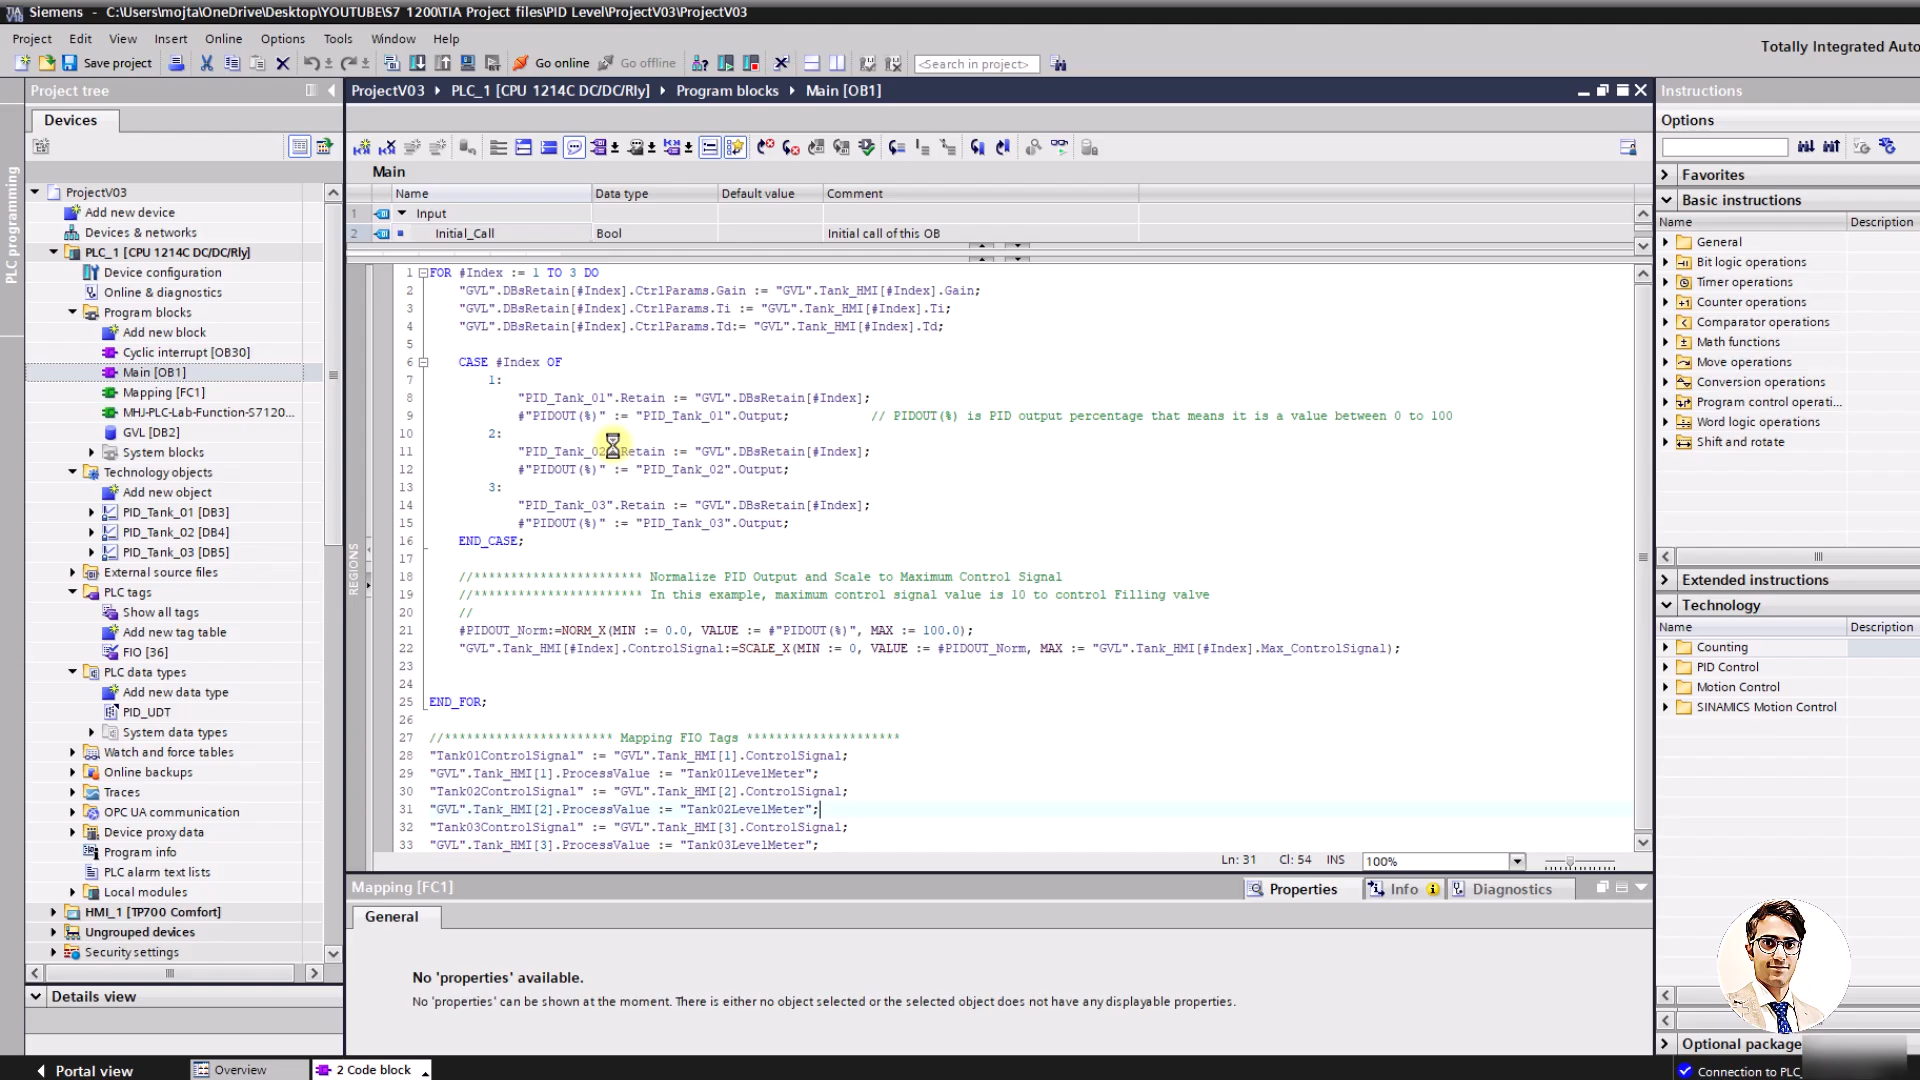 Siemens - C:\Users\mojta\OneDrive\Desktop\YOUTUBE\S7 1200\TIA Project files\PID Level\ProjectV03\ProjectV03
Project Edit View Insert Online Options Tools Window Help
Totally Integrated Auto
Save project Go online Go offline <Search in project>
Project tree
ProjectV03 PLC_1 [CPU 1214C DC/DC/Rly] Program blocks Main [OB1]
Instructions
Devices
Options
PLC programming
ProjectV03
Add new device
Devices & networks
PLC_1 [CPU 1214C DC/DC/Rly]
Device configuration
Online & diagnostics
Program blocks
Add new block
Cyclic interrupt [OB30]
Main [OB1]
Mapping [FC1]
MHJ-PLC-Lab-Function-S7120...
GVL [DB2]
System blocks
Technology objects
Add new object
PID_Tank_01 [DB3]
PID_Tank_02 [DB4]
PID_Tank_03 [DB5]
External source files
PLC tags
Show all tags
Add new tag table
FIO [36]
PLC data types
Add new data type
PID_UDT
System data types
Watch and force tables
Online backups
Traces
OPC UA communication
Device proxy data
Program info
PLC alarm text lists
Local modules
HMI_1 [TP700 Comfort]
Ungrouped devices
Security settings
Details view
Main
Name Data type Default value Comment
1 Input
2 Initial_Call Bool Initial call of this OB
REGIONS
1 FOR #Index := 1 TO 3 DO
2 "GVL".DBsRetain[#Index].CtrlParams.Gain := "GVL".Tank_HMI[#Index].Gain;
3 "GVL".DBsRetain[#Index].CtrlParams.Ti := "GVL".Tank_HMI[#Index].Ti;
4 "GVL".DBsRetain[#Index].CtrlParams.Td:= "GVL".Tank_HMI[#Index].Td;
5
6 CASE #Index OF
7 1:
8 "PID_Tank_01".Retain := "GVL".DBsRetain[#Index];
9 #"PIDOUT(%)" := "PID_Tank_01".Output; // PIDOUT(%) is PID output percentage that means it is a value between 0 to 100
10 2:
11 "PID_Tank_02 Retain := "GVL".DBsRetain[#Index];
12 #"PIDOUT(%)" := "PID_Tank_02".Output;
13 3:
14 "PID_Tank_03".Retain := "GVL".DBsRetain[#Index];
15 #"PIDOUT(%)" := "PID_Tank_03".Output;
16 END_CASE;
17
18 //*********************** Normalize PID Output and Scale to Maximum Control Signal
19 //*********************** In this example, maximum control signal value is 10 to control Filling valve
20 //
21 #PIDOUT_Norm:=NORM_X(MIN := 0.0, VALUE := #"PIDOUT(%)", MAX := 100.0);
22 "GVL".Tank_HMI[#Index].ControlSignal:=SCALE_X(MIN := 0, VALUE := #PIDOUT_Norm, MAX := "GVL".Tank_HMI[#Index].Max_ControlSignal);
23
24
25 END_FOR;
26
27 //*********************** Mapping FIO Tags *********************
28 "Tank01ControlSignal" := "GVL".Tank_HMI[1].ControlSignal;
29 "GVL".Tank_HMI[1].ProcessValue := "Tank01LevelMeter";
30 "Tank02ControlSignal" := "GVL".Tank_HMI[2].ControlSignal;
31 "GVL".Tank_HMI[2].ProcessValue := "Tank02LevelMeter";
32 "Tank03ControlSignal" := "GVL".Tank_HMI[3].ControlSignal;
33 "GVL".Tank_HMI[3].ProcessValue := "Tank03LevelMeter";
Ln: 31 Cl: 54 INS 100%
Mapping [FC1] Properties Info Diagnostics
General
No 'properties' available.
No 'properties' can be shown at the moment. There is either no object selected or the selected object does not have any displayable properties.
Favorites
Basic instructions
Name Description
General
Bit logic operations
Timer operations
Counter operations
Comparator operations
Math functions
Move operations
Conversion operations
Program control operati...
Word logic operations
Shift and rotate
Extended instructions
Technology
Name Description
Counting
PID Control
Motion Control
SINAMICS Motion Control
Optional package
Portal view Overview 2 Code block Connection to PLC_